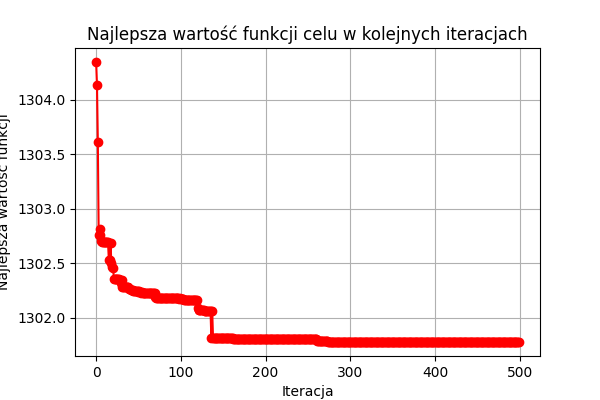 Najlepsza wartość funkcji celu w kolejnych iteracjach
Najlepsza wartość funkcji
1304.0
1303.5
1303.0
1302.5
1302.0
0 100 200 300 400 500
Iteracja